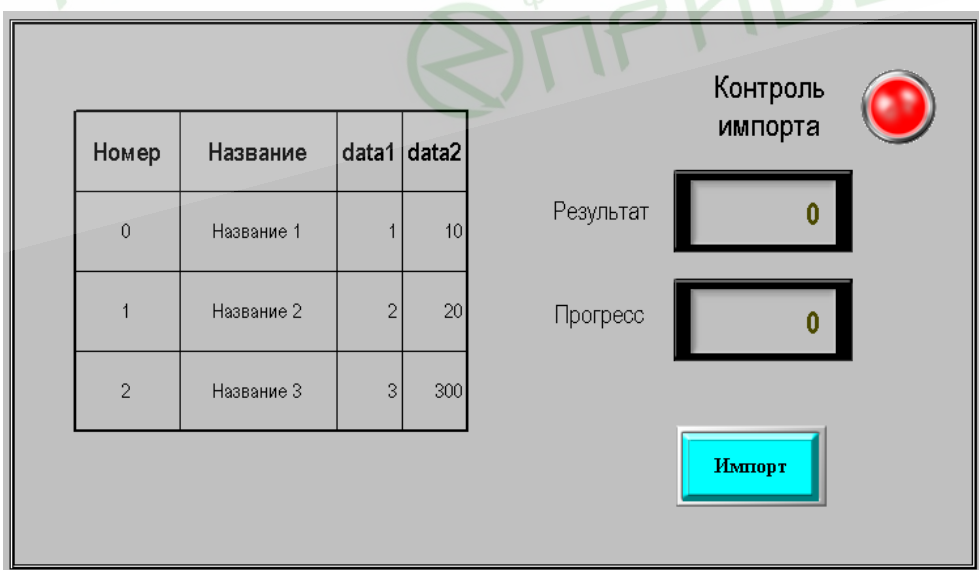 Контроль
импорта
Номер Название data1 data2
0 Название 1 1 10
1 Название 2 2 20
2 Название 3 3 300
Результат 0
Прогресс 0
Импорт